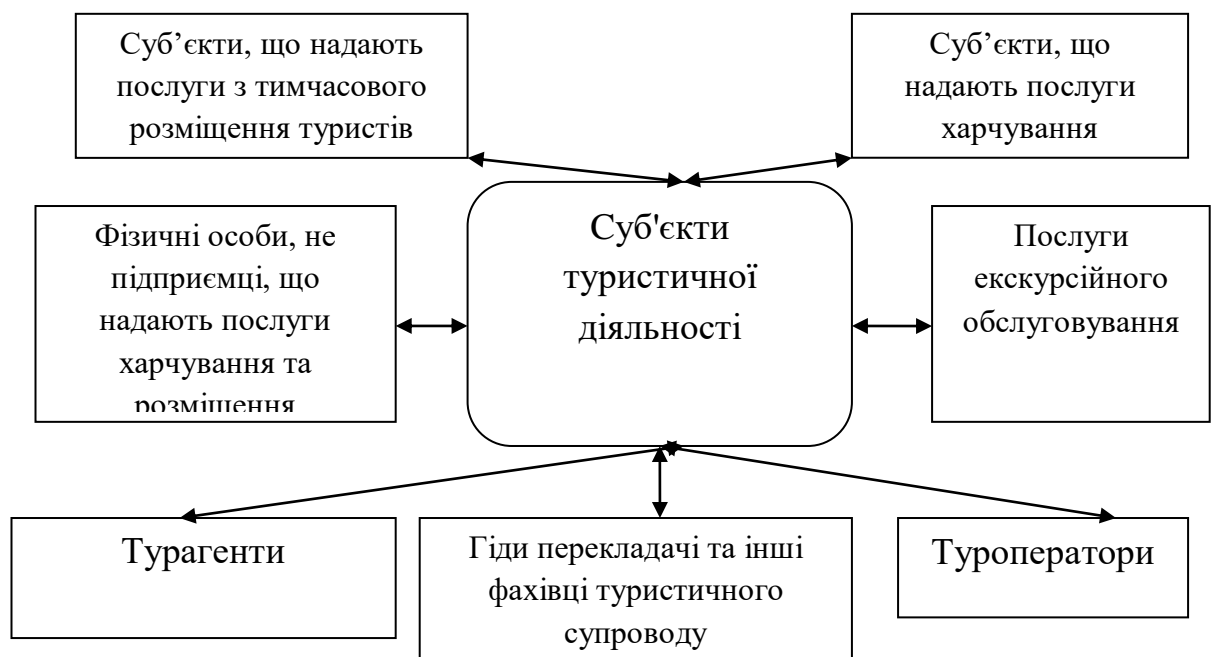 Суб’єкти, що надають
послуги з тимчасового
розміщення туристів
Суб’єкти, що
надають послуги
харчування
Фізичні особи, не
підприємці, що
надають послуги
харчування та
розміщення
Суб'єкти
туристичної
діяльності
Послуги
екскурсійного
обслуговування
Турагенти
Гіди перекладачі та інші
фахівці туристичного
супроводу
Туроператори